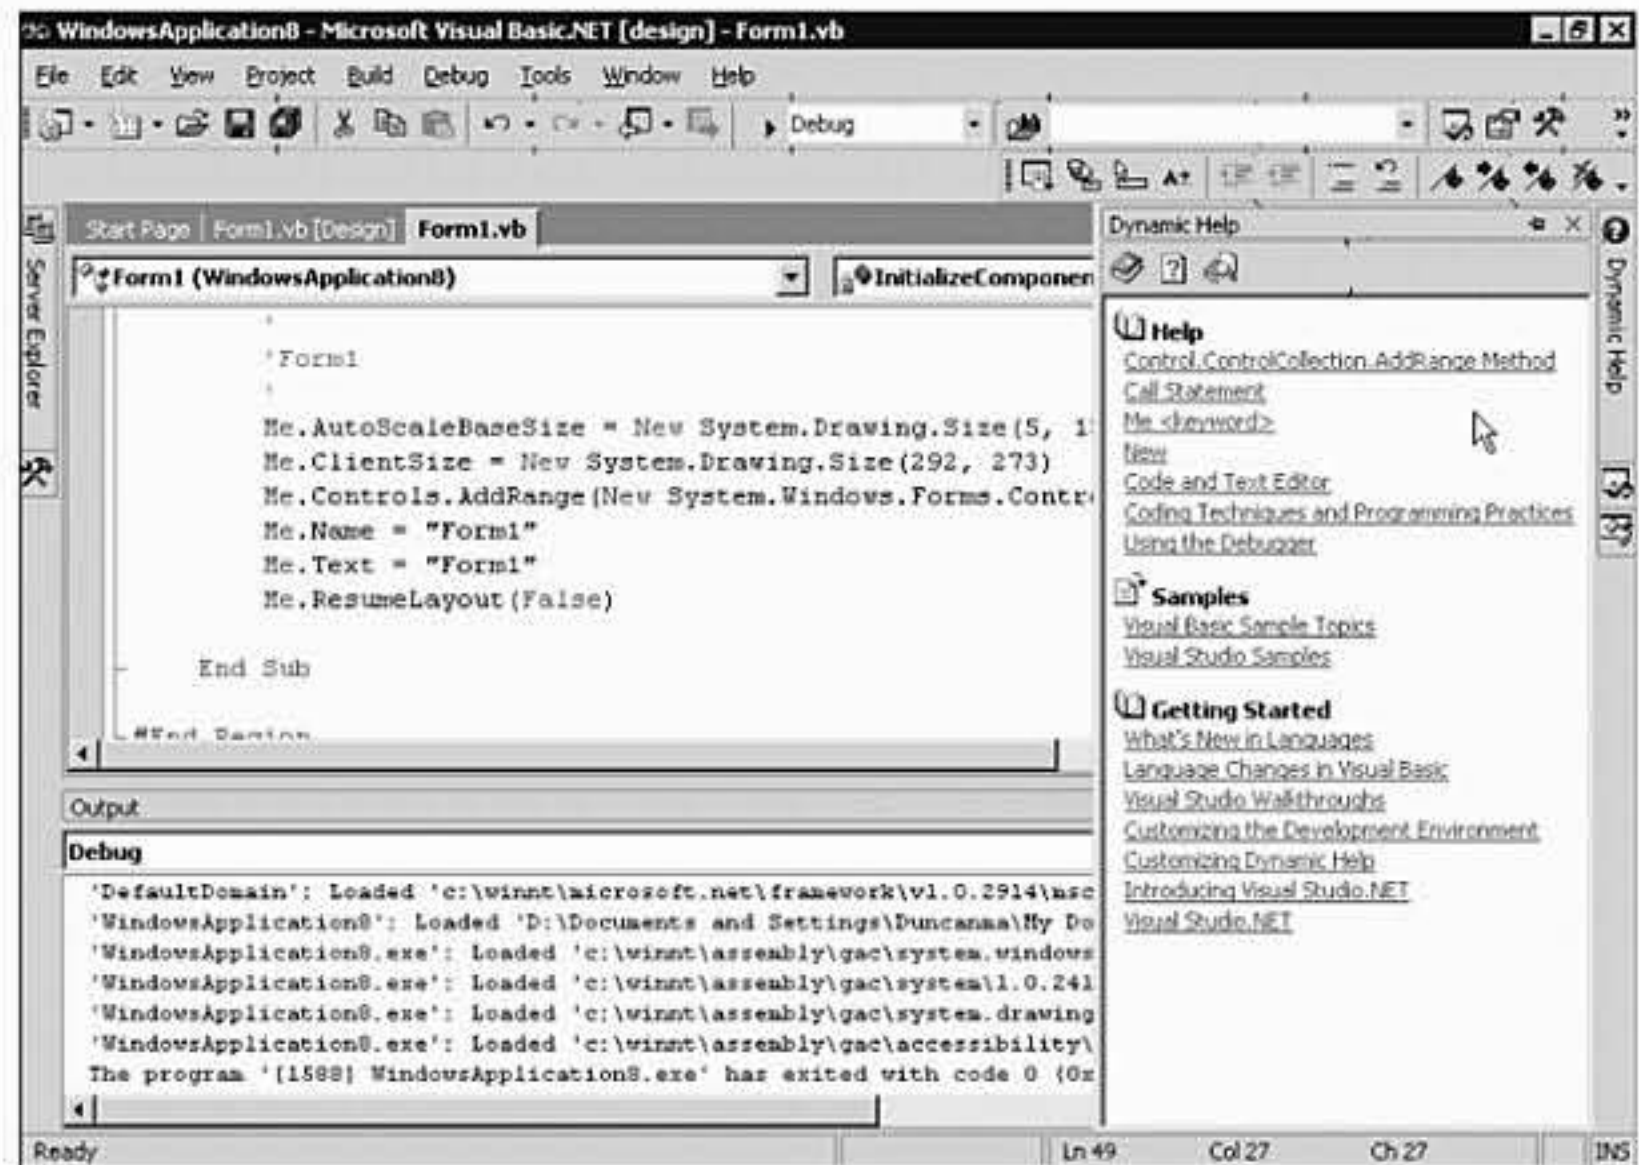 WindowsApplication8 - Microsoft Visual Basic.NET [design] - Form1.vb
File Edit View Project Build Debug Tools Window Help
Debug
Server Explorer
Start Page Form1.vb [Design] Form1.vb
Form1 (WindowsApplication8) InitializeComponen
'
'Form1
'
Me.AutoScaleBaseSize = New System.Drawing.Size(5, 1
Me.ClientSize = New System.Drawing.Size(292, 273)
Me.Controls.AddRange(New System.Windows.Forms.Contr
Me.Name = "Form1"
Me.Text = "Form1"
Me.ResumeLayout(False)
End Sub
#End Region
Output
Debug
'DefaultDomain': Loaded 'c:\winnt\microsoft.net\framework\v1.0.2914\msc
'WindowsApplication8': Loaded 'D:\Documents and Settings\Duncanma\My Do
'WindowsApplication8.exe': Loaded 'c:\winnt\assembly\gac\system.windows
'WindowsApplication8.exe': Loaded 'c:\winnt\assembly\gac\system\1.0.241
'WindowsApplication8.exe': Loaded 'c:\winnt\assembly\gac\system.drawing
'WindowsApplication8.exe': Loaded 'c:\winnt\assembly\gac\accessibility\
The program '[1588] WindowsApplication8.exe' has exited with code 0 (0x
Dynamic Help
Help
Control.ControlCollection.AddRange Method
Call Statement
Me <keyword>
New
Code and Text Editor
Coding Techniques and Programming Practices
Using the Debugger
Samples
Visual Basic Sample Topics
Visual Studio Samples
Getting Started
What's New in Languages
Language Changes in Visual Basic
Visual Studio Walkthroughs
Customizing the Development Environment
Customizing Dynamic Help
Introducing Visual Studio.NET
Visual Studio.NET
Dynamic Help
Ready Ln 49 Col 27 Ch 27 INS